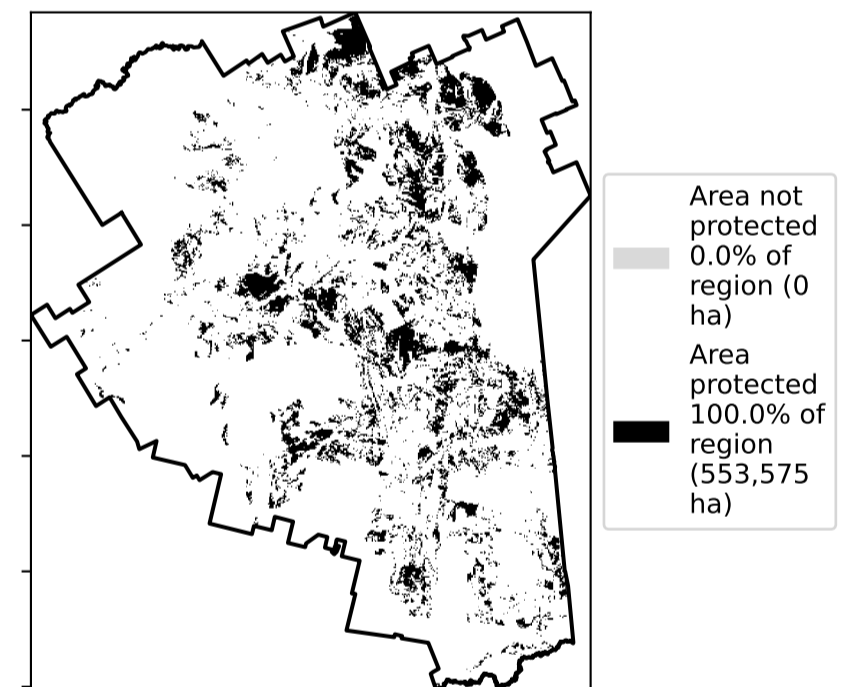 Area not
protected
0.0% of
region (0
ha)
Area
protected
100.0% of
region
(553,575
ha)